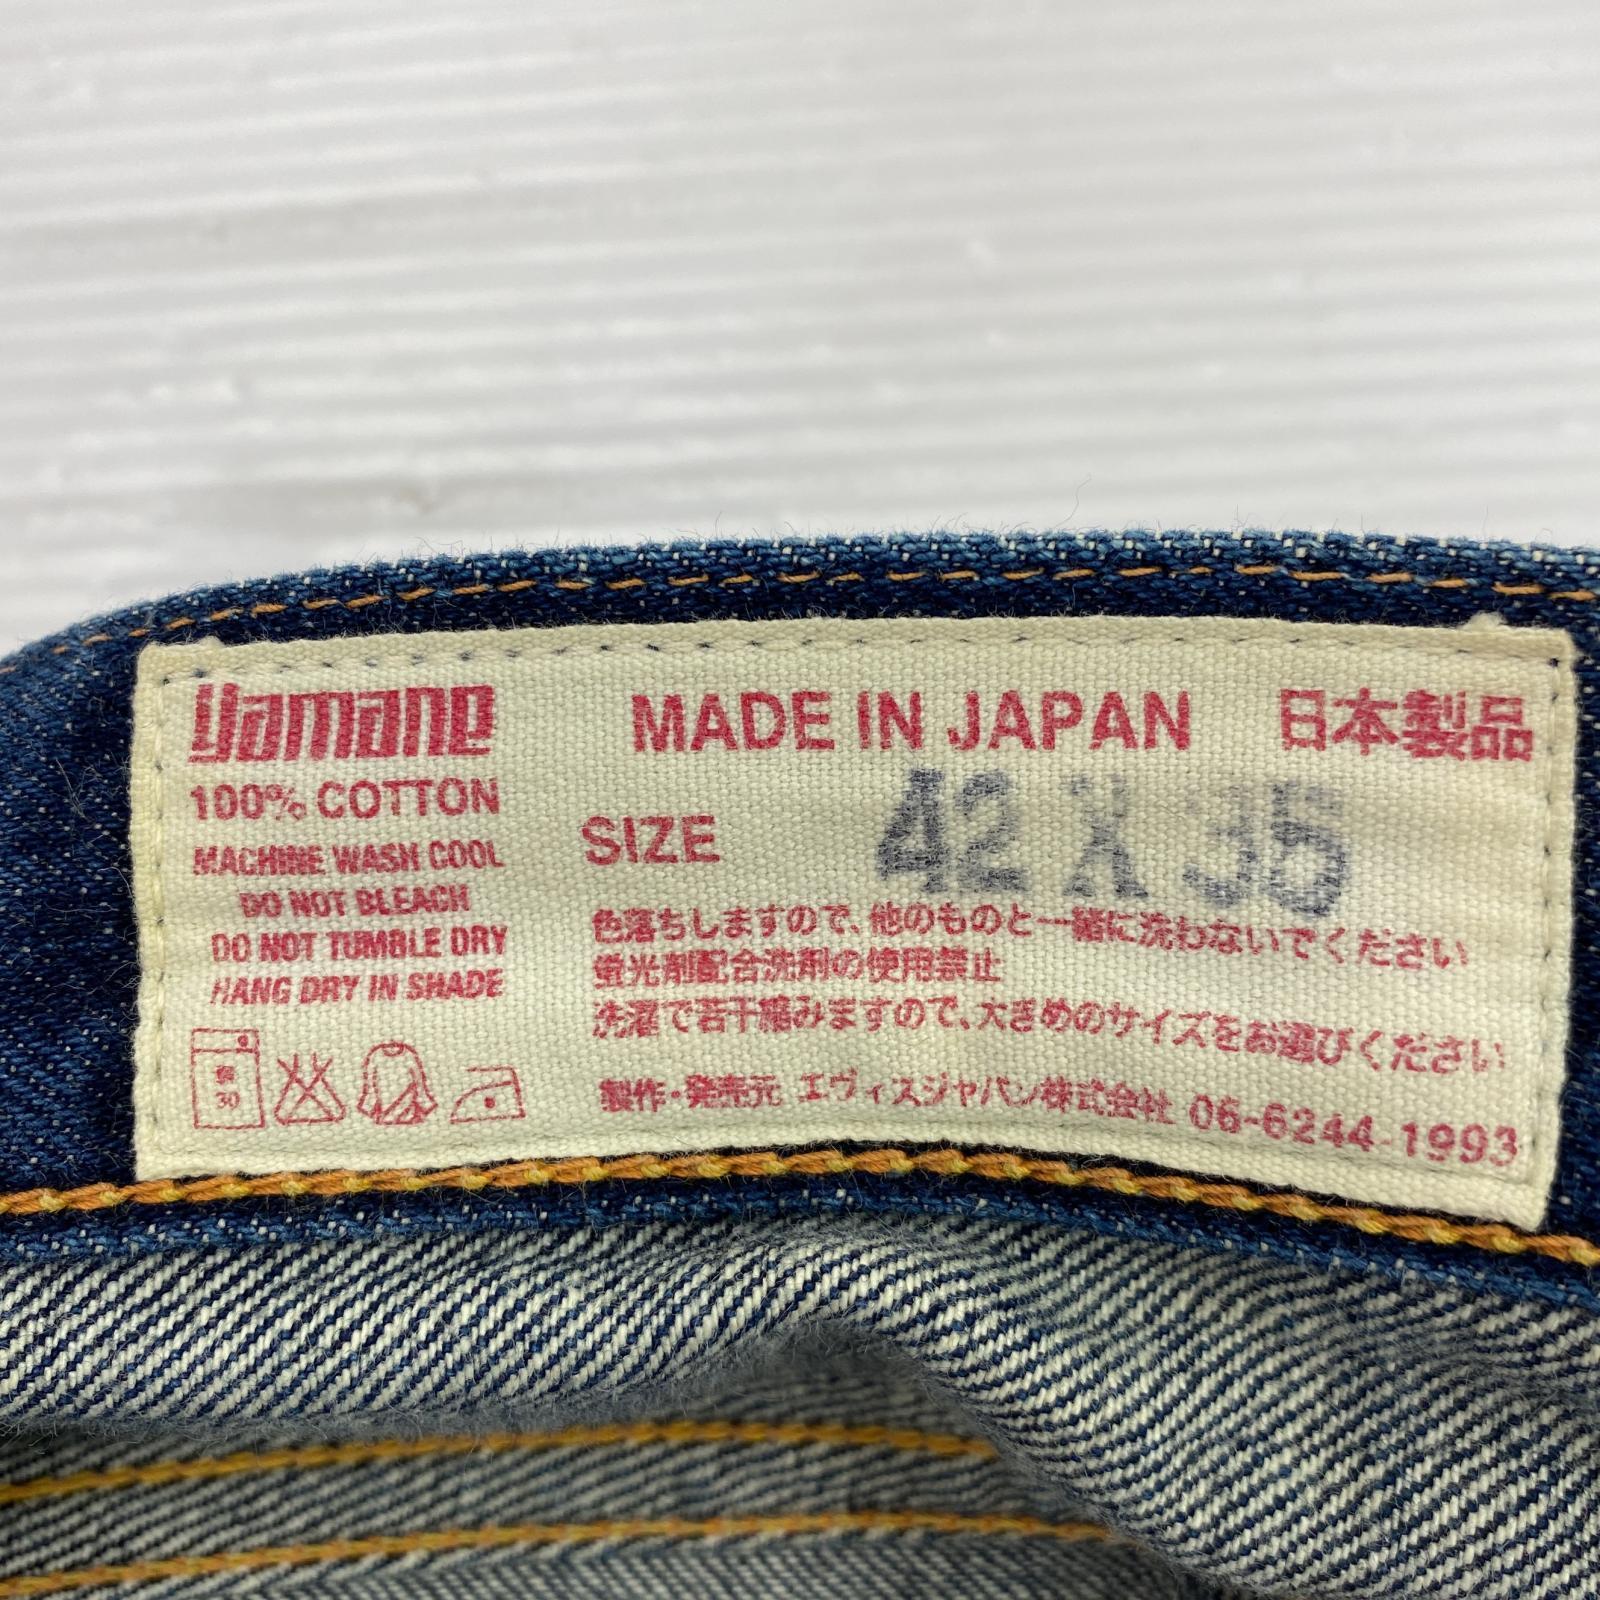 yamane
100% COTTON
MACHINE WASH COOL
DO NOT BLEACH
DO NOT TUMBLE DRY
HANG DRY IN SHADE
弱
30
MADE IN JAPAN 日本製品
SIZE 42 X 35
色落ちしますので、他のものと一緒に洗わないでください
蛍光剤配合洗剤の使用禁止
洗濯で若干縮みますので、大きめのサイズをお選びください
製作・発売元 エヴィスジャパン株式会社 06-6244-1993